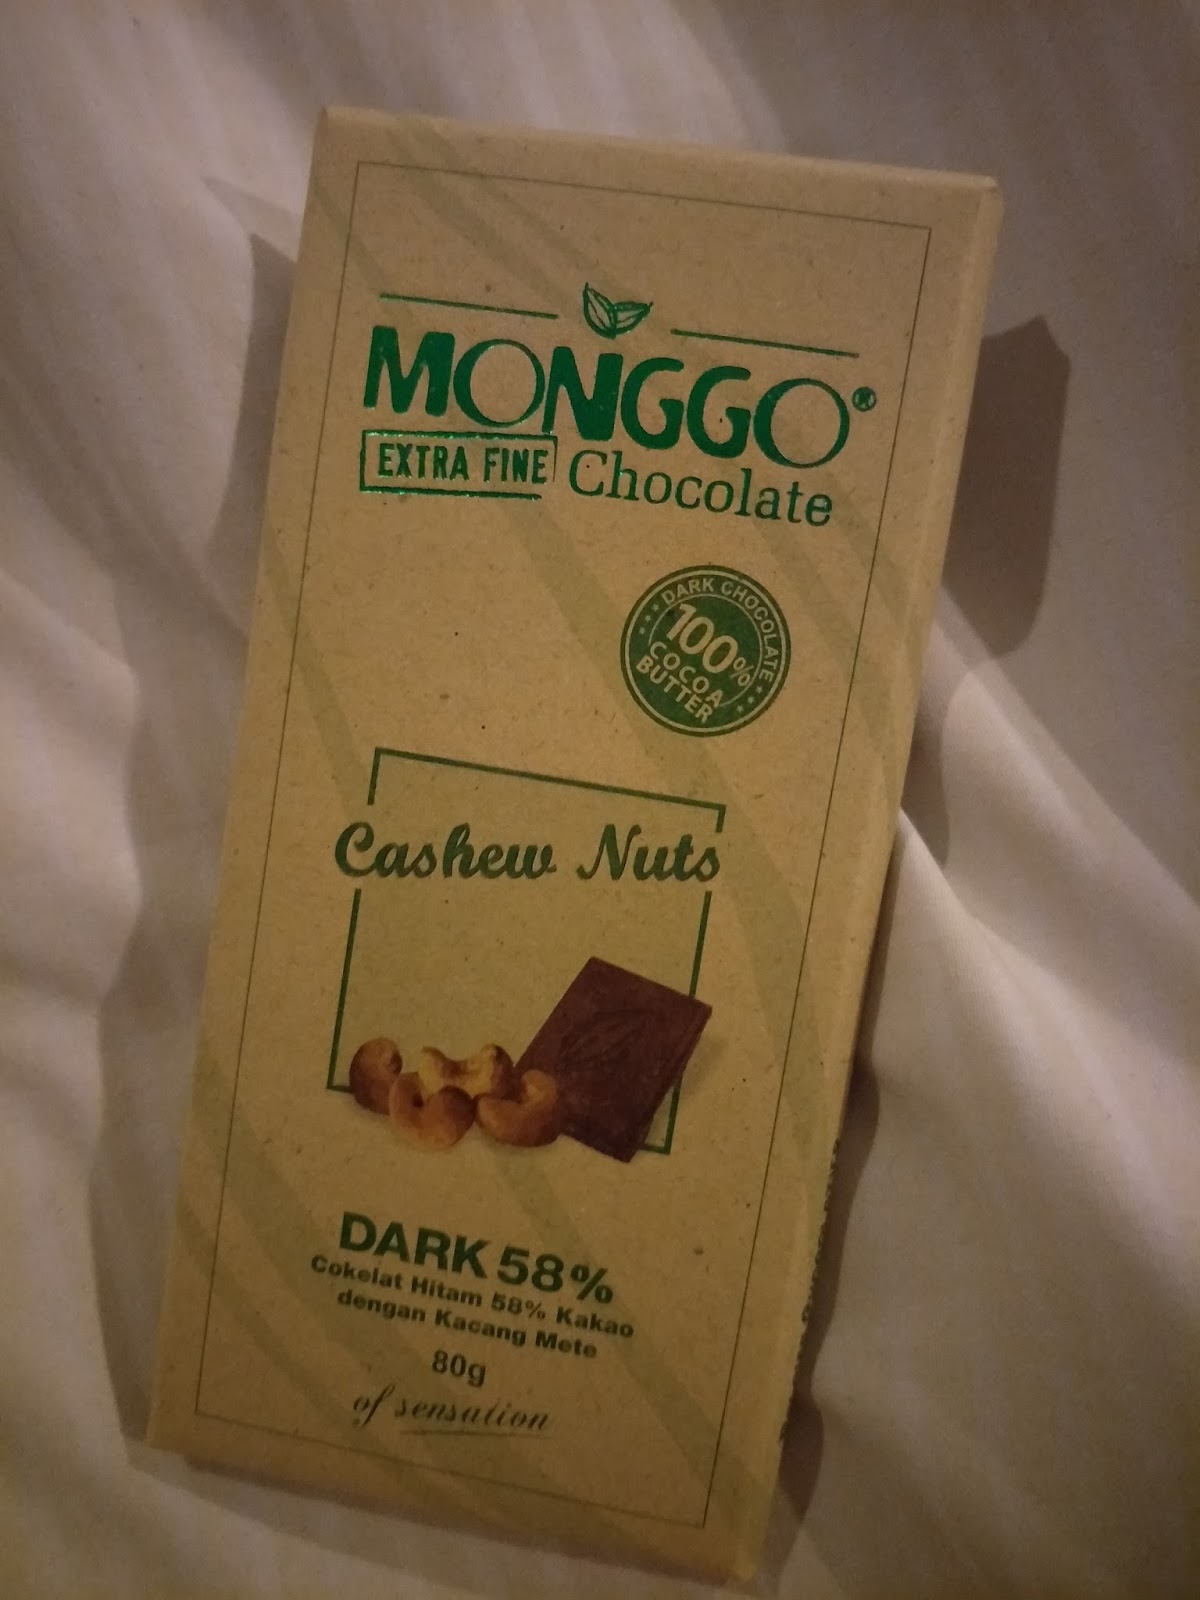 MONGGO®
EXTRA FINE Chocolate
DARK CHOCOLATE
100%
COCOA
BUTTER
Cashew Nuts
DARK 58%
Cokelat Hitam 58% Kakao
dengan Kacang Mete
80g
of sensation